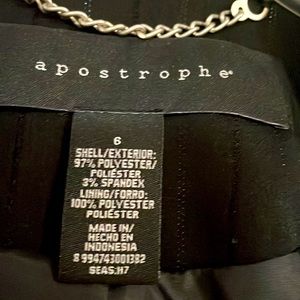 apostrophe®
6
SHELL/EXTERIOR:
97% POLYESTER/
POLIÉSTER
3% SPANDEX
LINING/FORRO:
100% POLYESTER/
POLIÉSTER
MADE IN/
HECHO EN
INDONESIA
8 994743001382
SEAS.H7